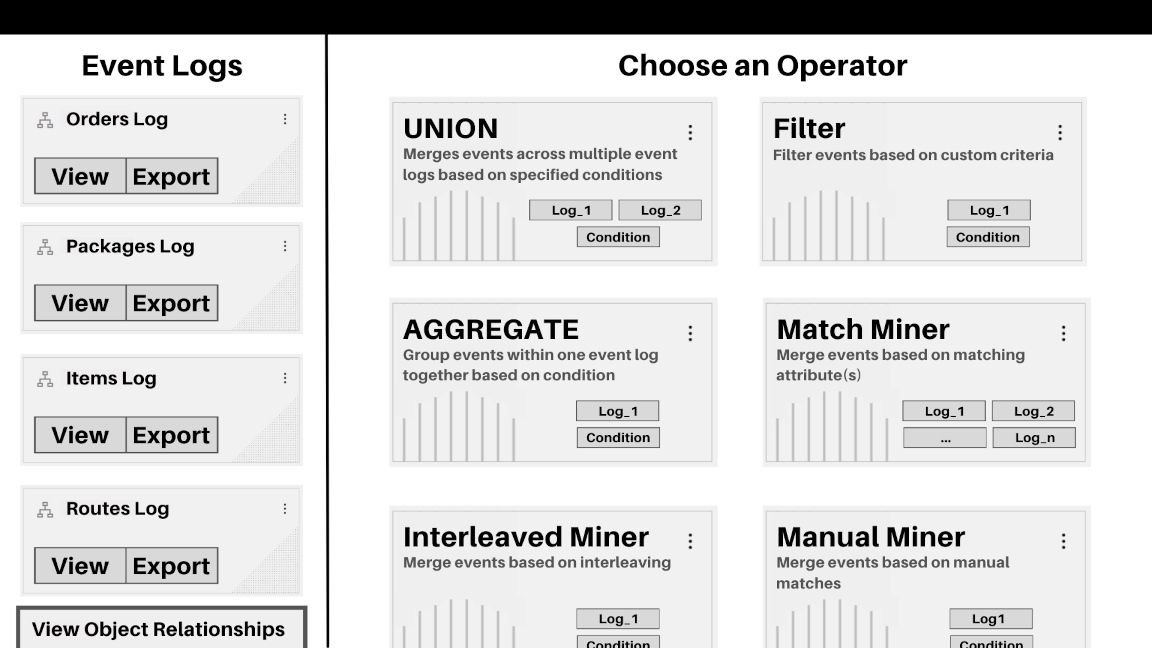 Event Logs
Orders Log
View Export
Packages Log
View Export
Items Log
View Export
Routes Log
View Export
View Object Relationships
Choose an Operator
UNION
Merges events across multiple event
logs based on specified conditions
Log_1 Log_2
Condition
Filter
Filter events based on custom criteria
Log_1
Condition
AGGREGATE
Group events within one event log
together based on condition
Log_1
Condition
Match Miner
Merge events based on matching
attribute(s)
Log_1 Log_2
... Log_n
Interleaved Miner
Merge events based on interleaving
Log_1
Condition
Manual Miner
Merge events based on manual
matches
Log1
Condition